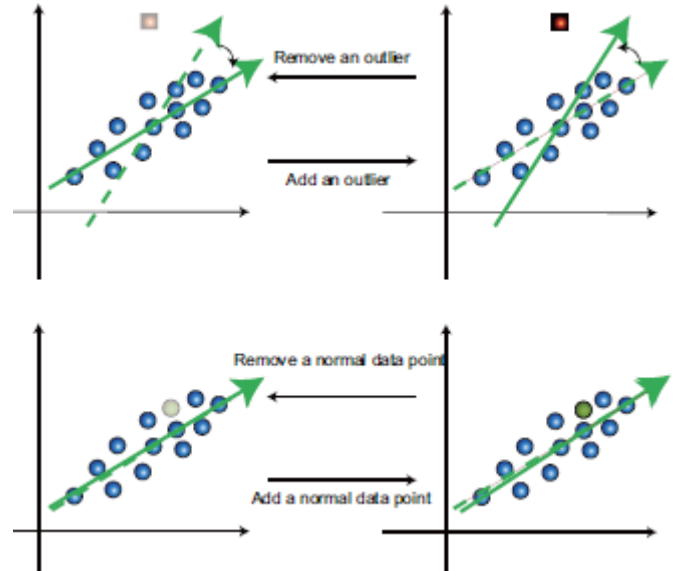 Remove an outlier
Add an outlier
Remove a normal data point
Add a normal data point